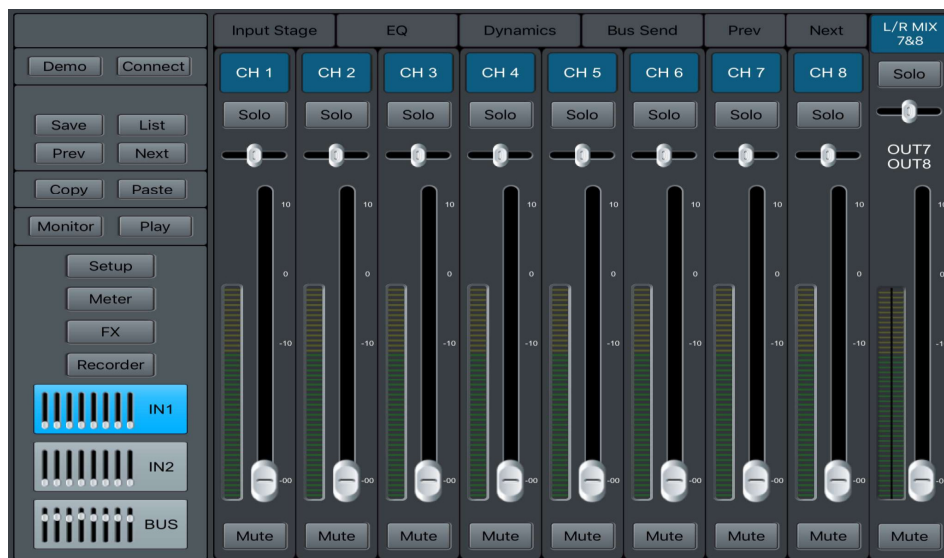 Input Stage EQ Dynamics Bus Send Prev Next L/R MIX
7&8
Demo Connect
CH 1 CH 2 CH 3 CH 4 CH 5 CH 6 CH 7 CH 8 Solo
Save List
Solo Solo Solo Solo Solo Solo Solo Solo
Prev Next
OUT7
OUT8
Copy Paste
10 10 10 10 10 10 10 10
Monitor Play
Setup
0 0 0 0 0 0 0 0 0
Meter
FX
-10 -10 -10 -10 -10 -10 -10 -10
Recorder
IN1
IN2
-00 -00 -00 -00 -00 -00 -00 -00
BUS
Mute Mute Mute Mute Mute Mute Mute Mute Mute